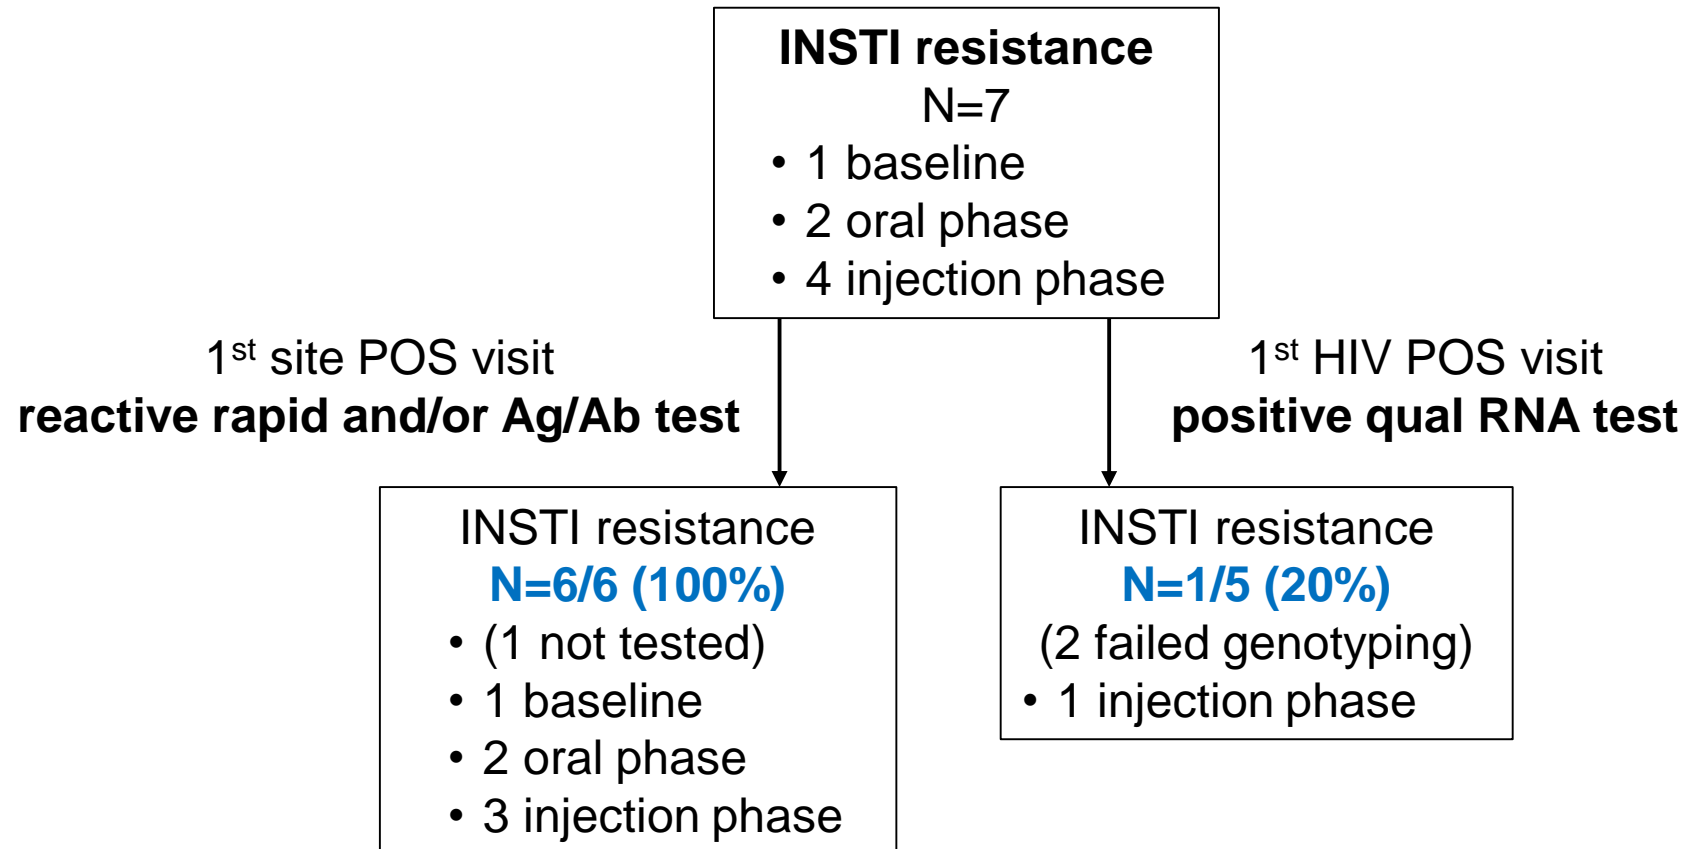 INSTI resistance
N=7
• 1 baseline
• 2 oral phase
• 4 injection phase
1st site POS visit
reactive rapid and/or Ag/Ab test
1st HIV POS visit
positive qual RNA test
INSTI resistance
N=6/6 (100%)
• (1 not tested)
• 1 baseline
• 2 oral phase
• 3 injection phase
INSTI resistance
N=1/5 (20%)
(2 failed genotyping)
• 1 injection phase